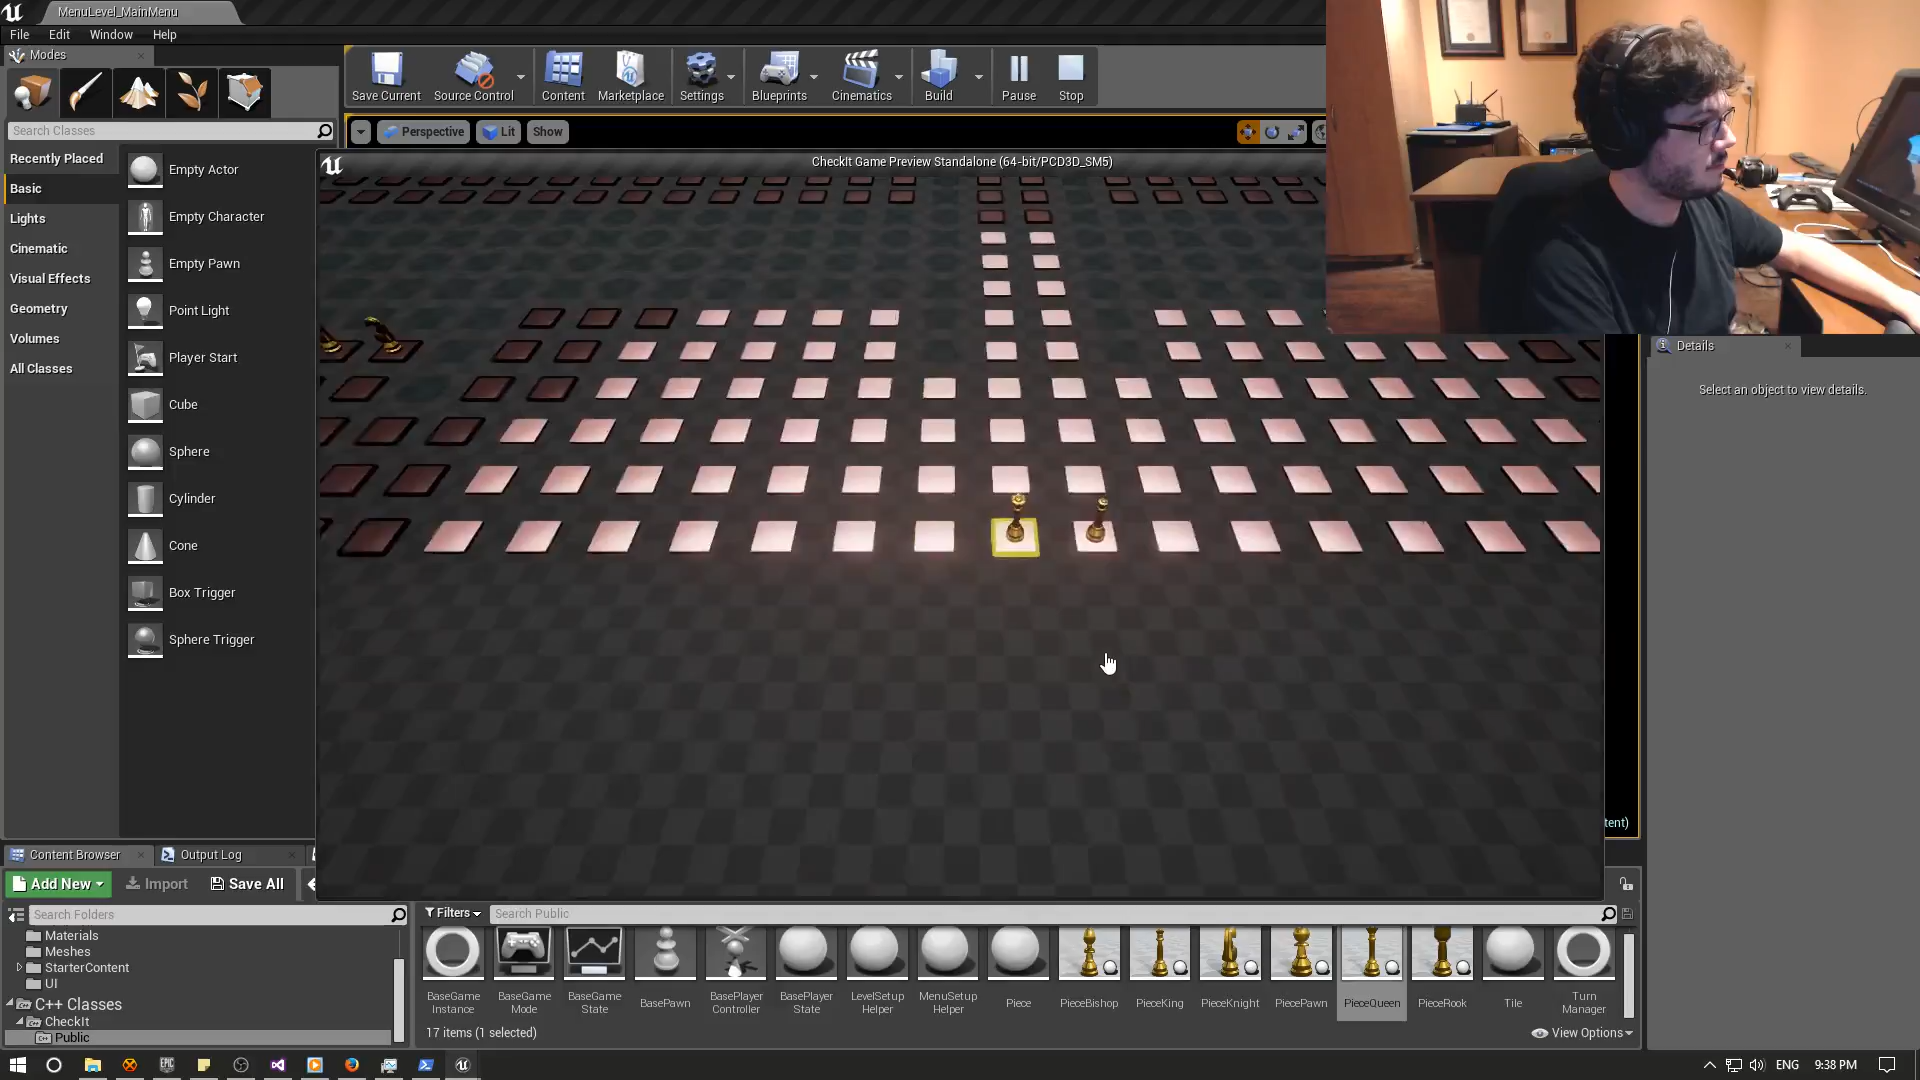 MenuLevel_MainMenu
File Edit Window Help
Modes
Save Current Source Control Content Marketplace Settings Blueprints Cinematics Build Pause Stop
Search Classes
Perspective Lit Show
Recently Placed
Basic
Lights
Cinematic
Visual Effects
Geometry
Volumes
All Classes
Empty Actor
Empty Character
Empty Pawn
Point Light
Player Start
Cube
Sphere
Cylinder
Cone
Box Trigger
Sphere Trigger
CheckIt Game Preview Standalone (64-bit/PCD3D_SM5)
Details
Select an object to view details.
tent)
Content Browser Output Log
Add New Import Save All
Search Folders
Filters Search Public
Materials
Meshes
StarterContent
UI
C++ Classes
CheckIt
Public
BaseGame Instance
BaseGame Mode
BaseGame State
BasePawn
BasePlayer Controller
BasePlayer State
LevelSetup Helper
MenuSetup Helper
Piece
PieceBishop
PieceKing
PieceKnight
PiecePawn
PieceQueen
PieceRook
Tile
Turn Manager
17 items (1 selected)
View Options
EPIC
ENG 9:38 PM